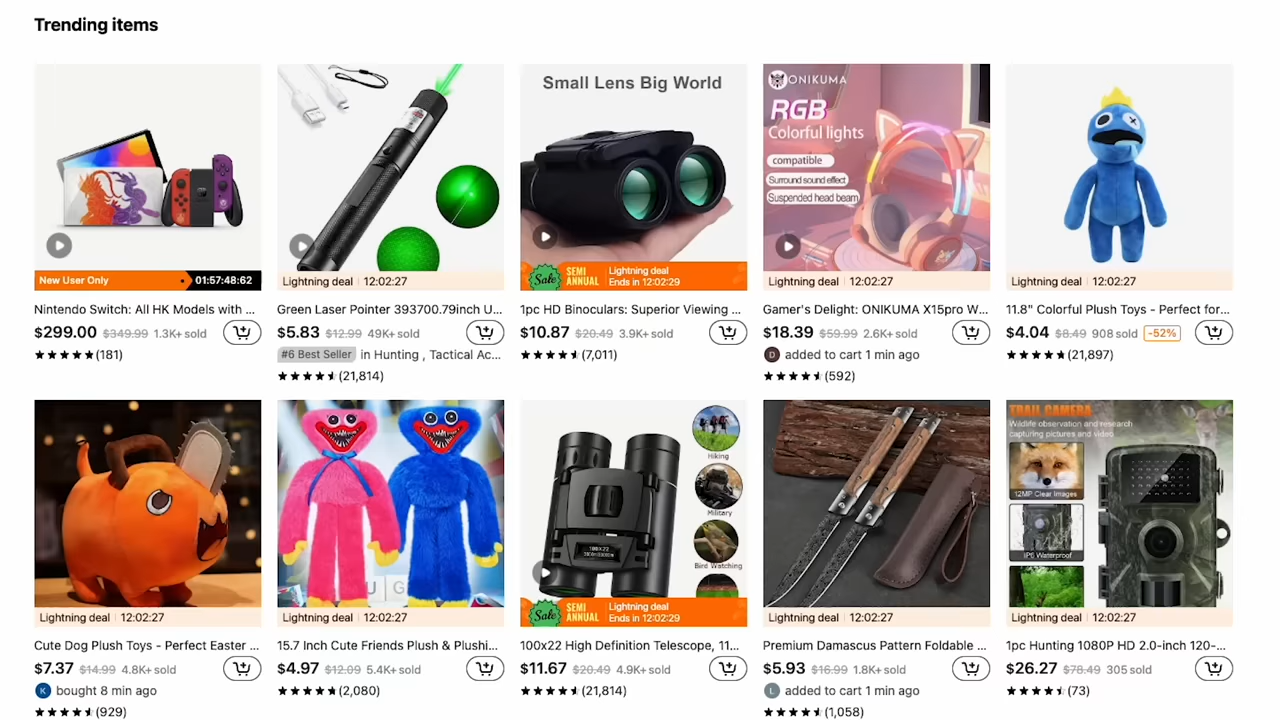 Trending items
New User Only
01:57:48:62
Nintendo Switch: All HK Models with ...
$299.00 $349.99 1.3K+ sold
(181)
Lightning deal 12:02:27
Green Laser Pointer 393700.79inch U...
$5.83 $12.99 49K+ sold
#6 Best Seller in Hunting , Tactical Ac...
(21,814)
Small Lens Big World
Sale SEMI ANNUAL
Lightning deal
Ends in 12:02:29
1pc HD Binoculars: Superior Viewing ...
$10.87 $20.49 3.9K+ sold
(7,011)
ONIKUMA
RGB
Colorful lights
compatible
Surround sound effect
Suspended head beam
Lightning deal 12:02:27
Gamer's Delight: ONIKUMA X15pro W...
$18.39 $59.99 2.6K+ sold
D added to cart 1 min ago
(592)
Lightning deal 12:02:27
11.8" Colorful Plush Toys - Perfect for...
$4.04 $8.49 908 sold -52%
(21,897)
Lightning deal 12:02:27
Cute Dog Plush Toys - Perfect Easter ...
$7.37 $14.99 4.8K+ sold
K bought 8 min ago
(929)
Lightning deal 12:02:27
15.7 Inch Cute Friends Plush & Plushi...
$4.97 $12.09 5.4K+ sold
(2,080)
Hiking
Military
Bird Watching
100X22
Sale SEMI ANNUAL
Lightning deal
Ends in 12:02:29
100x22 High Definition Telescope, 11...
$11.67 $20.49 4.9K+ sold
(21,814)
Lightning deal 12:02:27
Premium Damascus Pattern Foldable ...
$5.93 $16.99 1.8K+ sold
L added to cart 1 min ago
(1,058)
TRAIL CAMERA
Wildlife observation and research
capturing pictures and video
12MP Clear Images
IP6 Waterproof
Lightning deal 12:02:27
1pc Hunting 1080P HD 2.0-inch 120-...
$26.27 $78.49 305 sold
(73)